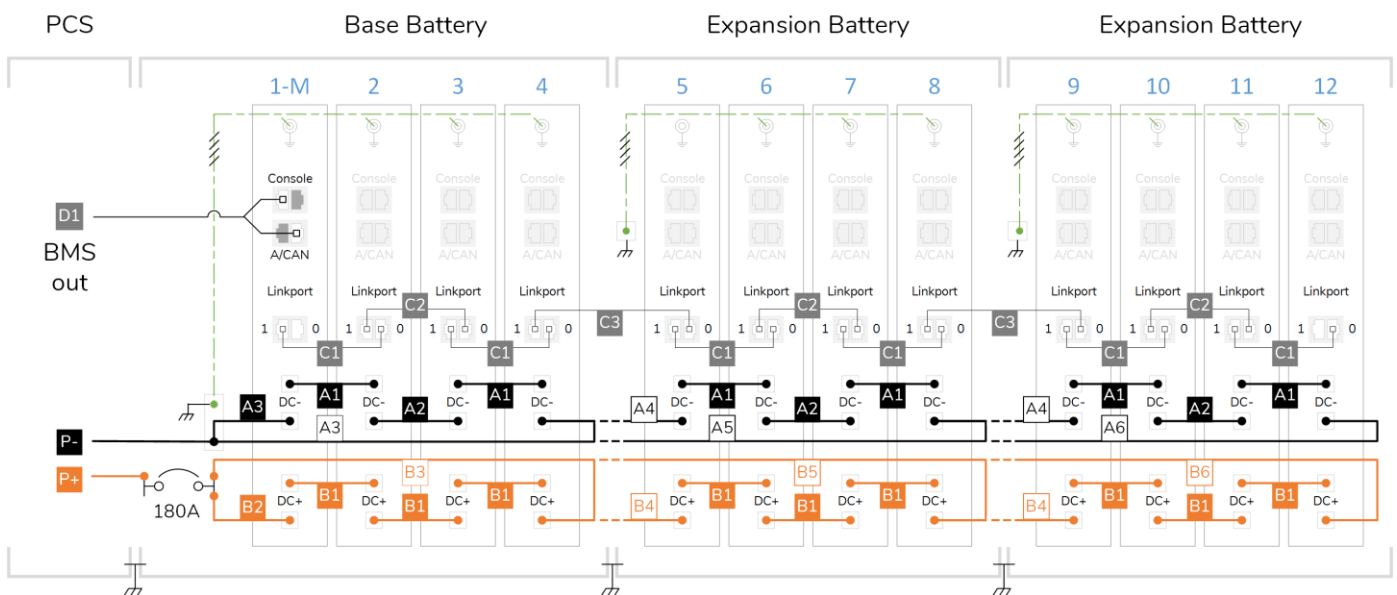 PCS Base Battery Expansion Battery Expansion Battery
1-M 2 3 4 5 6 7 8 9 10 11 12
Console Console Console Console Console Console Console Console Console Console Console Console
D1
BMS
out
A/CAN A/CAN A/CAN A/CAN A/CAN A/CAN A/CAN A/CAN A/CAN A/CAN A/CAN A/CAN
Linkport Linkport Linkport Linkport Linkport Linkport Linkport Linkport Linkport Linkport Linkport Linkport
C2 C2 C2
C3 C3
1 0 1 0 1 0 1 0 1 0 1 0 1 0 1 0 1 0 1 0 1 0 1 0
C1 C1 C1 C1 C1 C1
A1 A1 A1 A1 A1 A1
DC- DC- DC- DC- DC- DC- DC- DC- DC- DC- DC- DC-
A3 A2 A4 A2 A4 A2
A3 A5 A6
P-
P+
B3 B5 B6
B1 B1 B1 B1 B1 B1
DC+ DC+ DC+ DC+ DC+ DC+ DC+ DC+ DC+ DC+ DC+ DC+
180A B2 B1 B4 B1 B4 B1